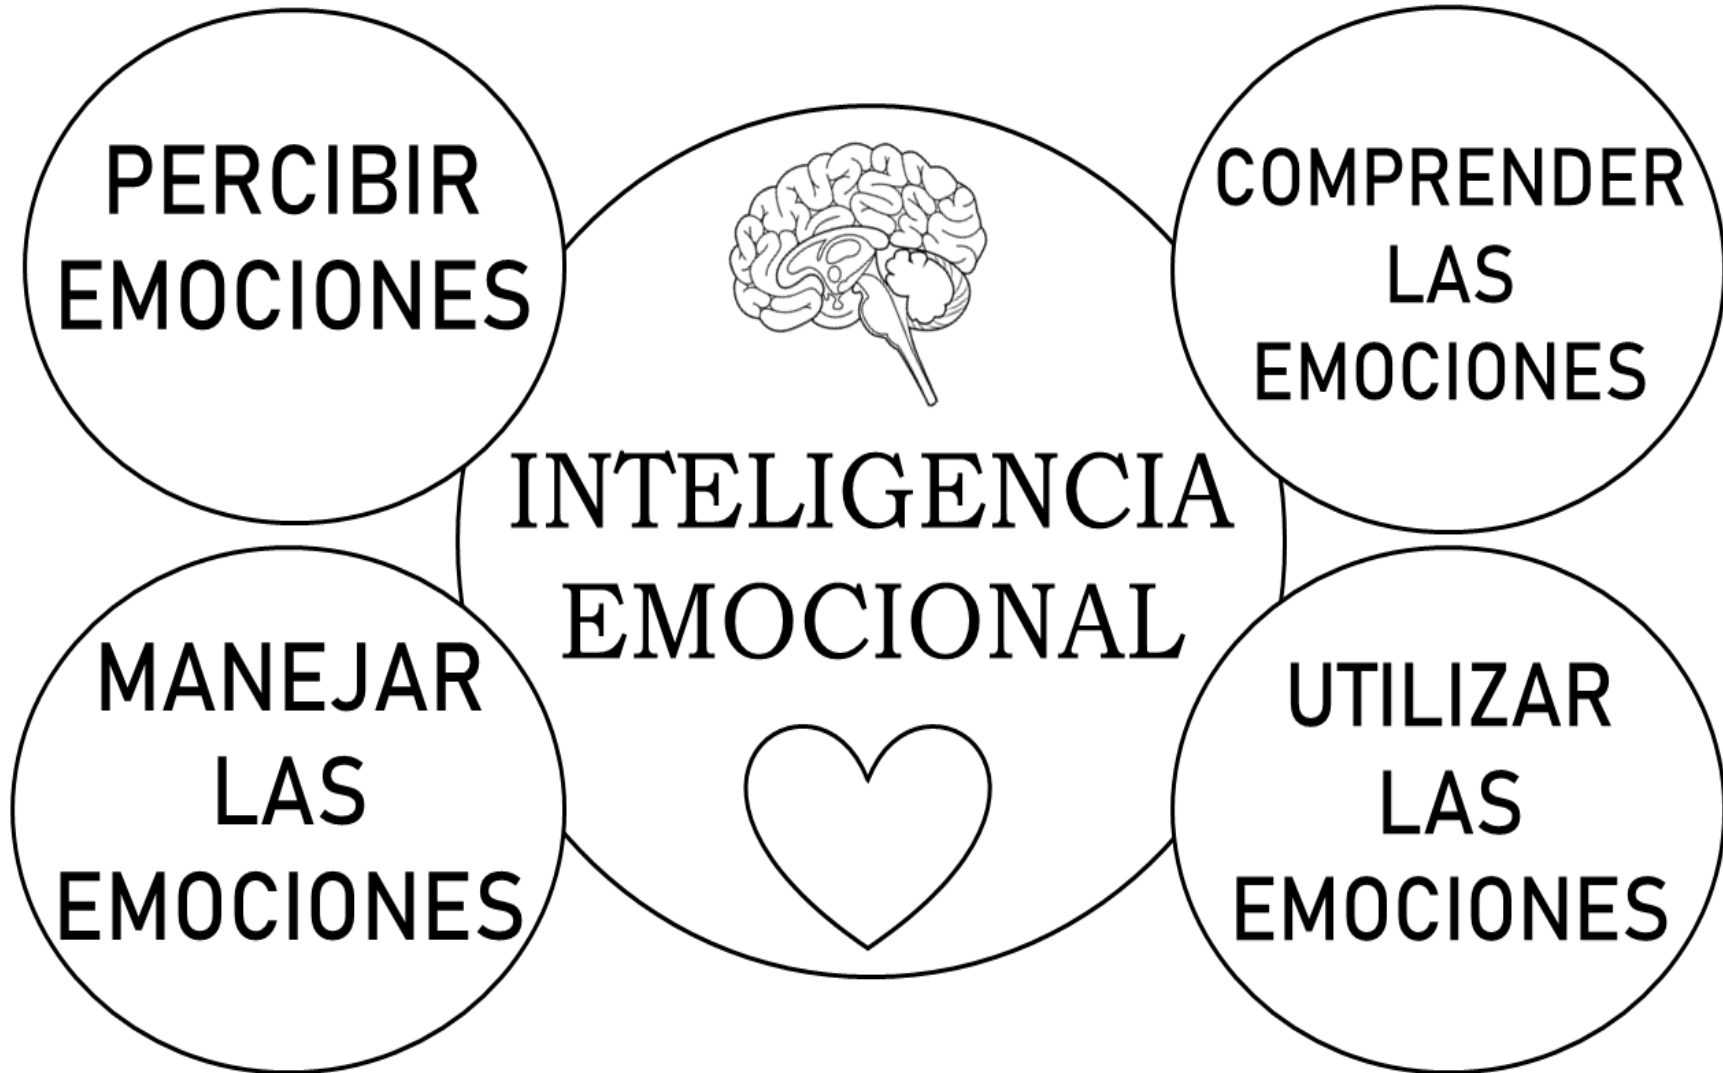 PERCIBIR
EMOCIONES
COMPRENDER
LAS
EMOCIONES
INTELIGENCIA
EMOCIONAL
MANEJAR
LAS
EMOCIONES
UTILIZAR
LAS
EMOCIONES